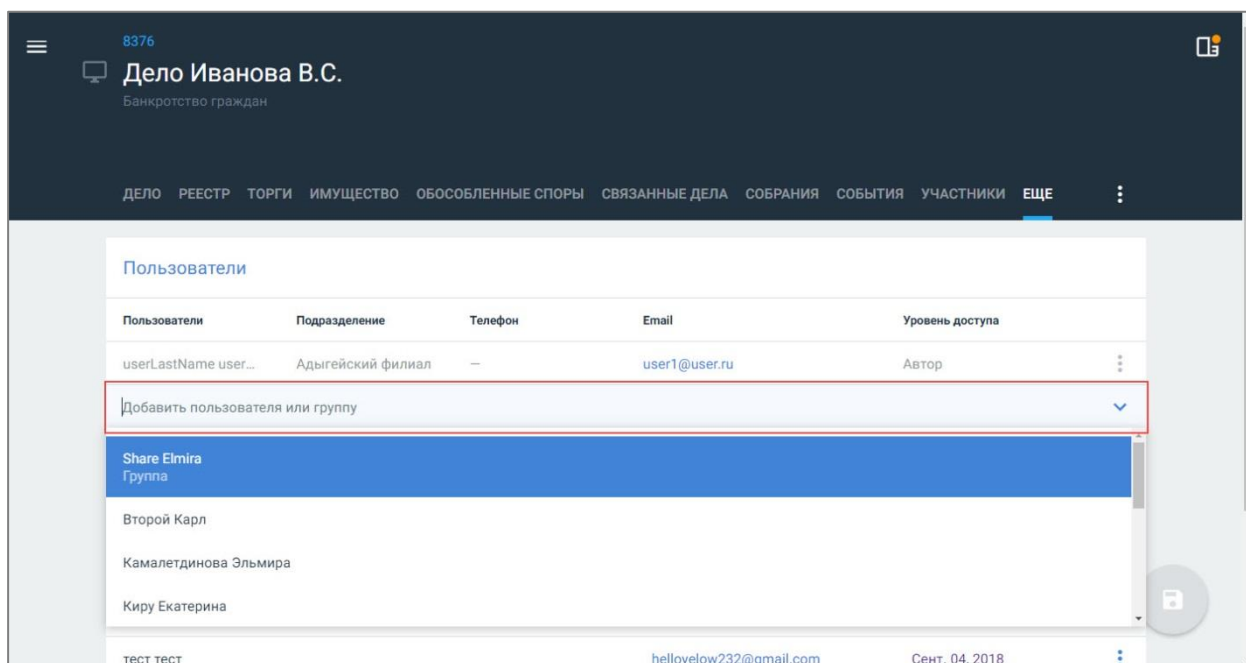 8376
Дело Иванова В.С.
Банкротство граждан
ДЕЛО РЕЕСТР ТОРГИ ИМУЩЕСТВО ОБОСОБЛЕННЫЕ СПОРЫ СВЯЗАННЫЕ ДЕЛА СОБРАНИЯ СОБЫТИЯ УЧАСТНИКИ ЕЩЕ
Пользователи
Пользователи Подразделение Телефон Email Уровень доступа
userLastName user... Адыгейский филиал — user1@user.ru Автор
Добавить пользователя или группу
Share Elmira
Группа
Второй Карл
Камалетдинова Эльмира
Киру Екатерина
тест тест hellovelow232@gmail.com Сент. 04, 2018